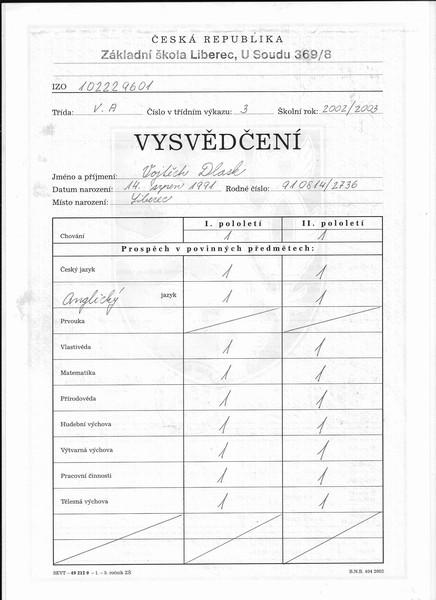 ČESKÁ REPUBLIKA
Základní škola Liberec, U Soudu 369/8
IZO 102229601
Třída: V. A Číslo v třídním výkazu: 3 Školní rok: 2002/2003
VYSVĚDČENÍ
Jméno a příjmení: Vojtěch Dlask
Datum narození: 14. srpen 1991 Rodné číslo: 910814/2736
Místo narození: Liberec
I. pololetí II. pololetí
Chování 1 1
Prospěch v povinných předmětech:
Český jazyk 1 1
Anglický jazyk 1 1
Prvouka
Vlastivěda 1 1
Matematika 1 1
Přírodověda 1 1
Hudební výchova 1 1
Výtvarná výchova 1 1
Pracovní činnosti 1 1
Tělesná výchova 1 1
SEVT - 49 212 0 - 1. - 5. ročník ZŠ B.N.B. 404 2002